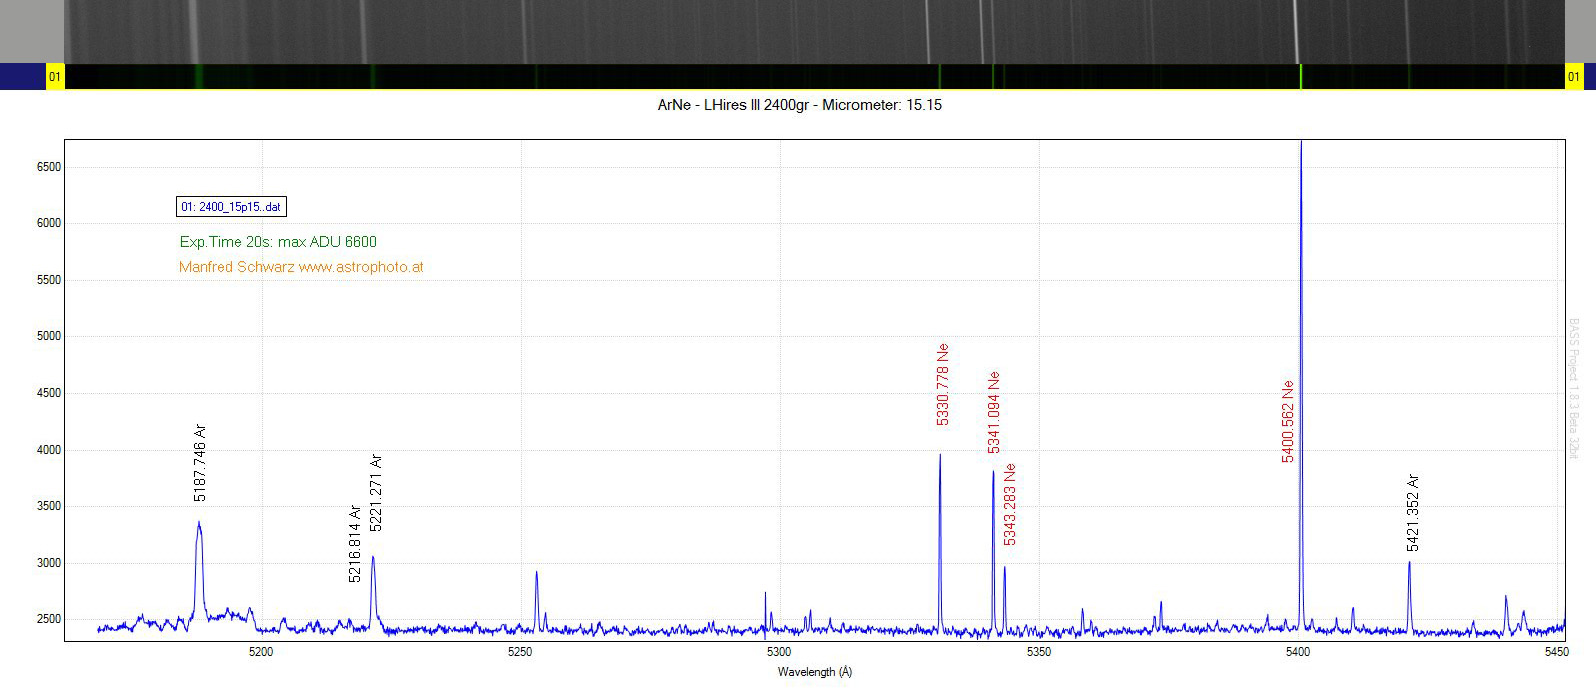 01
01
ArNe - LHires III 2400gr - Micrometer: 15.15
6500
6000
5500
5000
4500
4000
3500
3000
2500
01: 2400_15p15..dat
Exp.Time 20s: max ADU 6600
Manfred Schwarz www.astrophoto.at
5187.746 Ar
5216.814 Ar
5221.271 Ar
5330.778 Ne
5341.094 Ne
5343.283 Ne
5400.562 Ne
5421.352 Ar
BASS Project 1.8.3 Beta 32bit
5200
5250
5300
5350
5400
5450
Wavelength (Å)